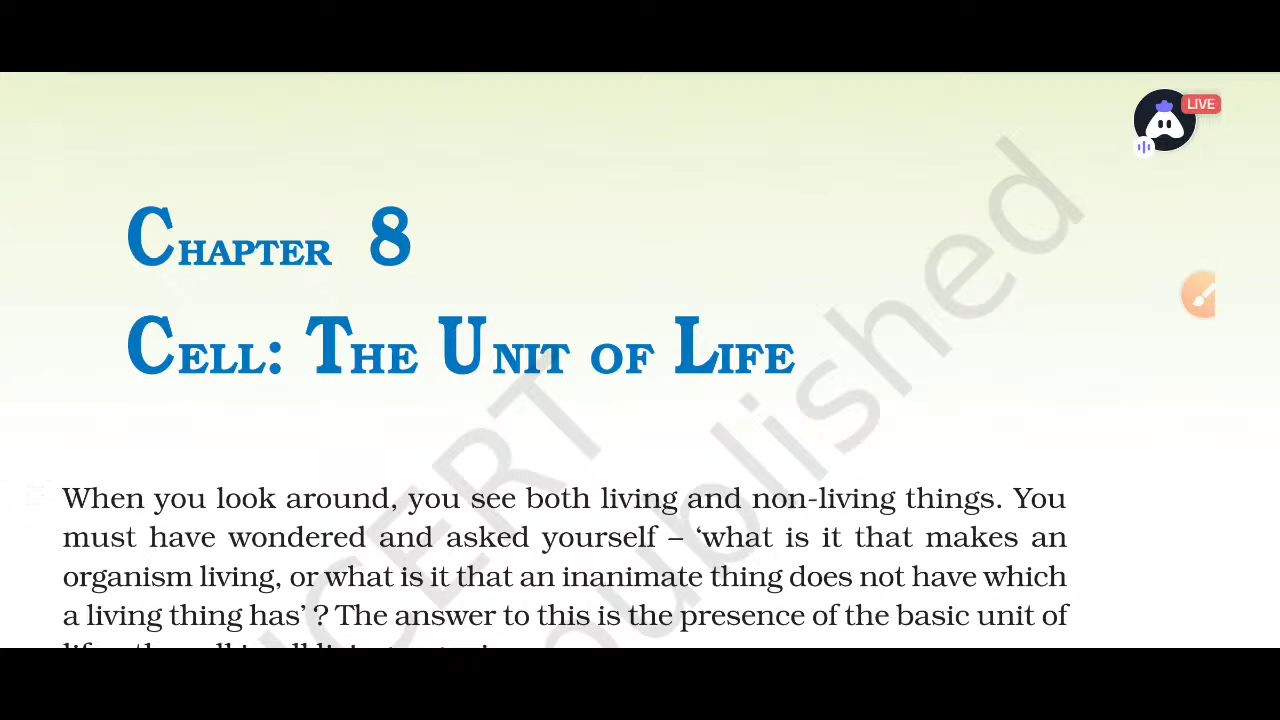 LIVE
CHAPTER 8
CELL: THE UNIT OF LIFE
When you look around, you see both living and non-living things. You
must have wondered and asked yourself – ‘what is it that makes an
organism living, or what is it that an inanimate thing does not have which
a living thing has’ ? The answer to this is the presence of the basic unit of